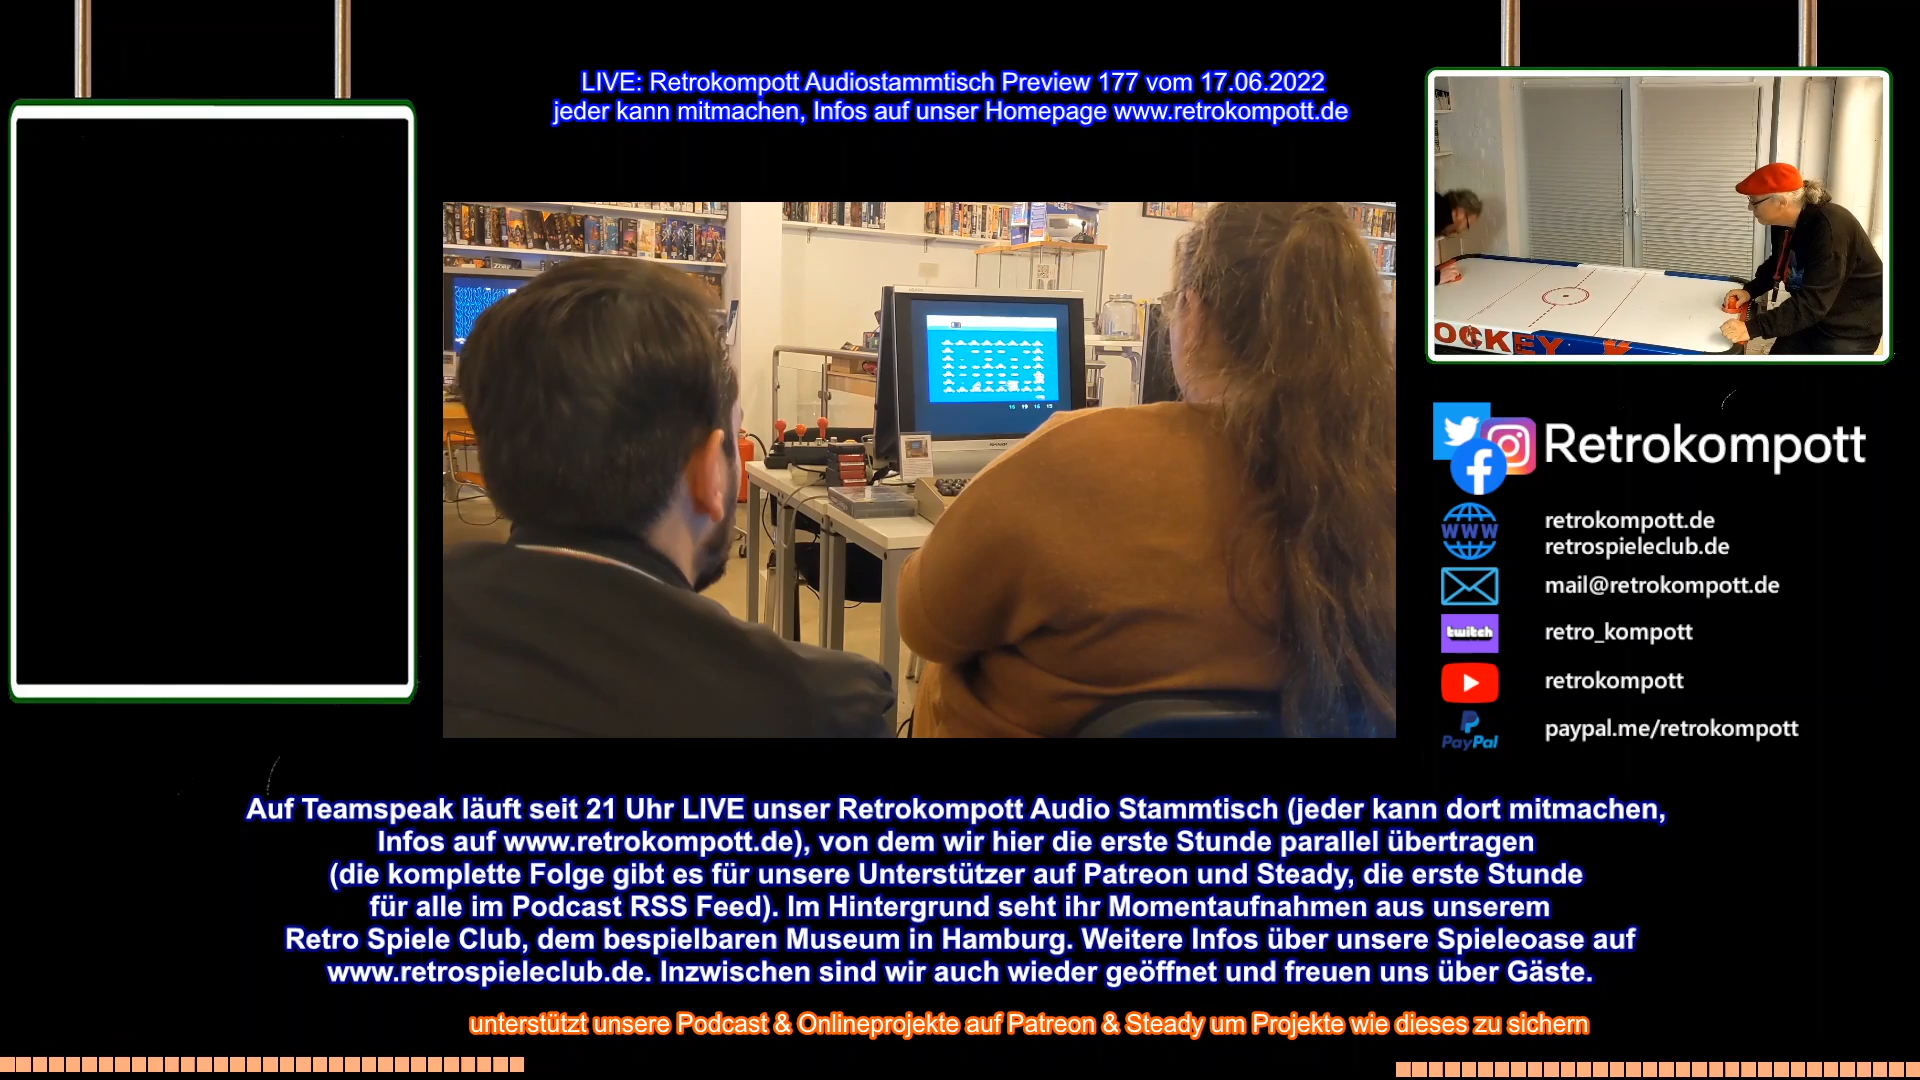 LIVE: Retrokompott Audiostammtisch Preview 177 vom 17.06.2022
jeder kann mitmachen, Infos auf unser Homepage www.retrokompott.de
OCKEY
Retrokompott
WWW
retrokompott.de
retrospieleclub.de
mail@retrokompott.de
twitch
retro_kompott
retrokompott
PayPal
paypal.me/retrokompott
Auf Teamspeak läuft seit 21 Uhr LIVE unser Retrokompott Audio Stammtisch (jeder kann dort mitmachen,
Infos auf www.retrokompott.de), von dem wir hier die erste Stunde parallel übertragen
(die komplette Folge gibt es für unsere Unterstützer auf Patreon und Steady, die erste Stunde
für alle im Podcast RSS Feed). Im Hintergrund seht ihr Momentaufnahmen aus unserem
Retro Spiele Club, dem bespielbaren Museum in Hamburg. Weitere Infos über unsere Spieleoase auf
www.retrospieleclub.de. Inzwischen sind wir auch wieder geöffnet und freuen uns über Gäste.
unterstützt unsere Podcast & Onlineprojekte auf Patreon & Steady um Projekte wie dieses zu sichern